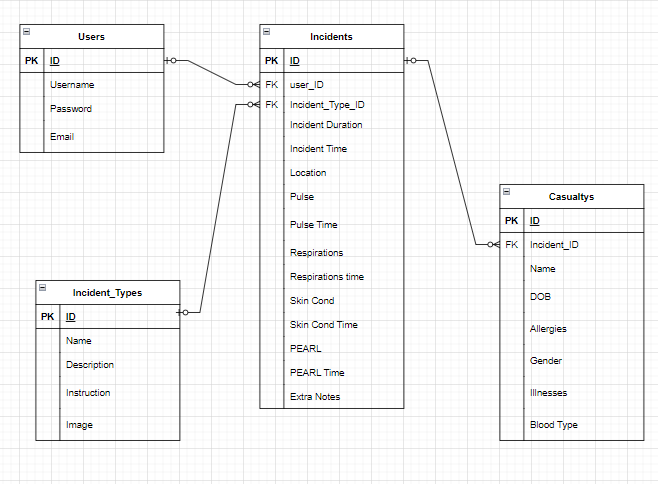 Users
PK ID
Username
Password
Email
Incidents
PK ID
FK user_ID
FK Incident_Type_ID
Incident Duration
Incident Time
Location
Pulse
Pulse Time
Respirations
Respirations time
Skin Cond
Skin Cond Time
PEARL
PEARL Time
Extra Notes
Incident_Types
PK ID
Name
Description
Instruction
Image
Casualtys
PK ID
FK Incident_ID
Name
DOB
Allergies
Gender
Illnesses
Blood Type